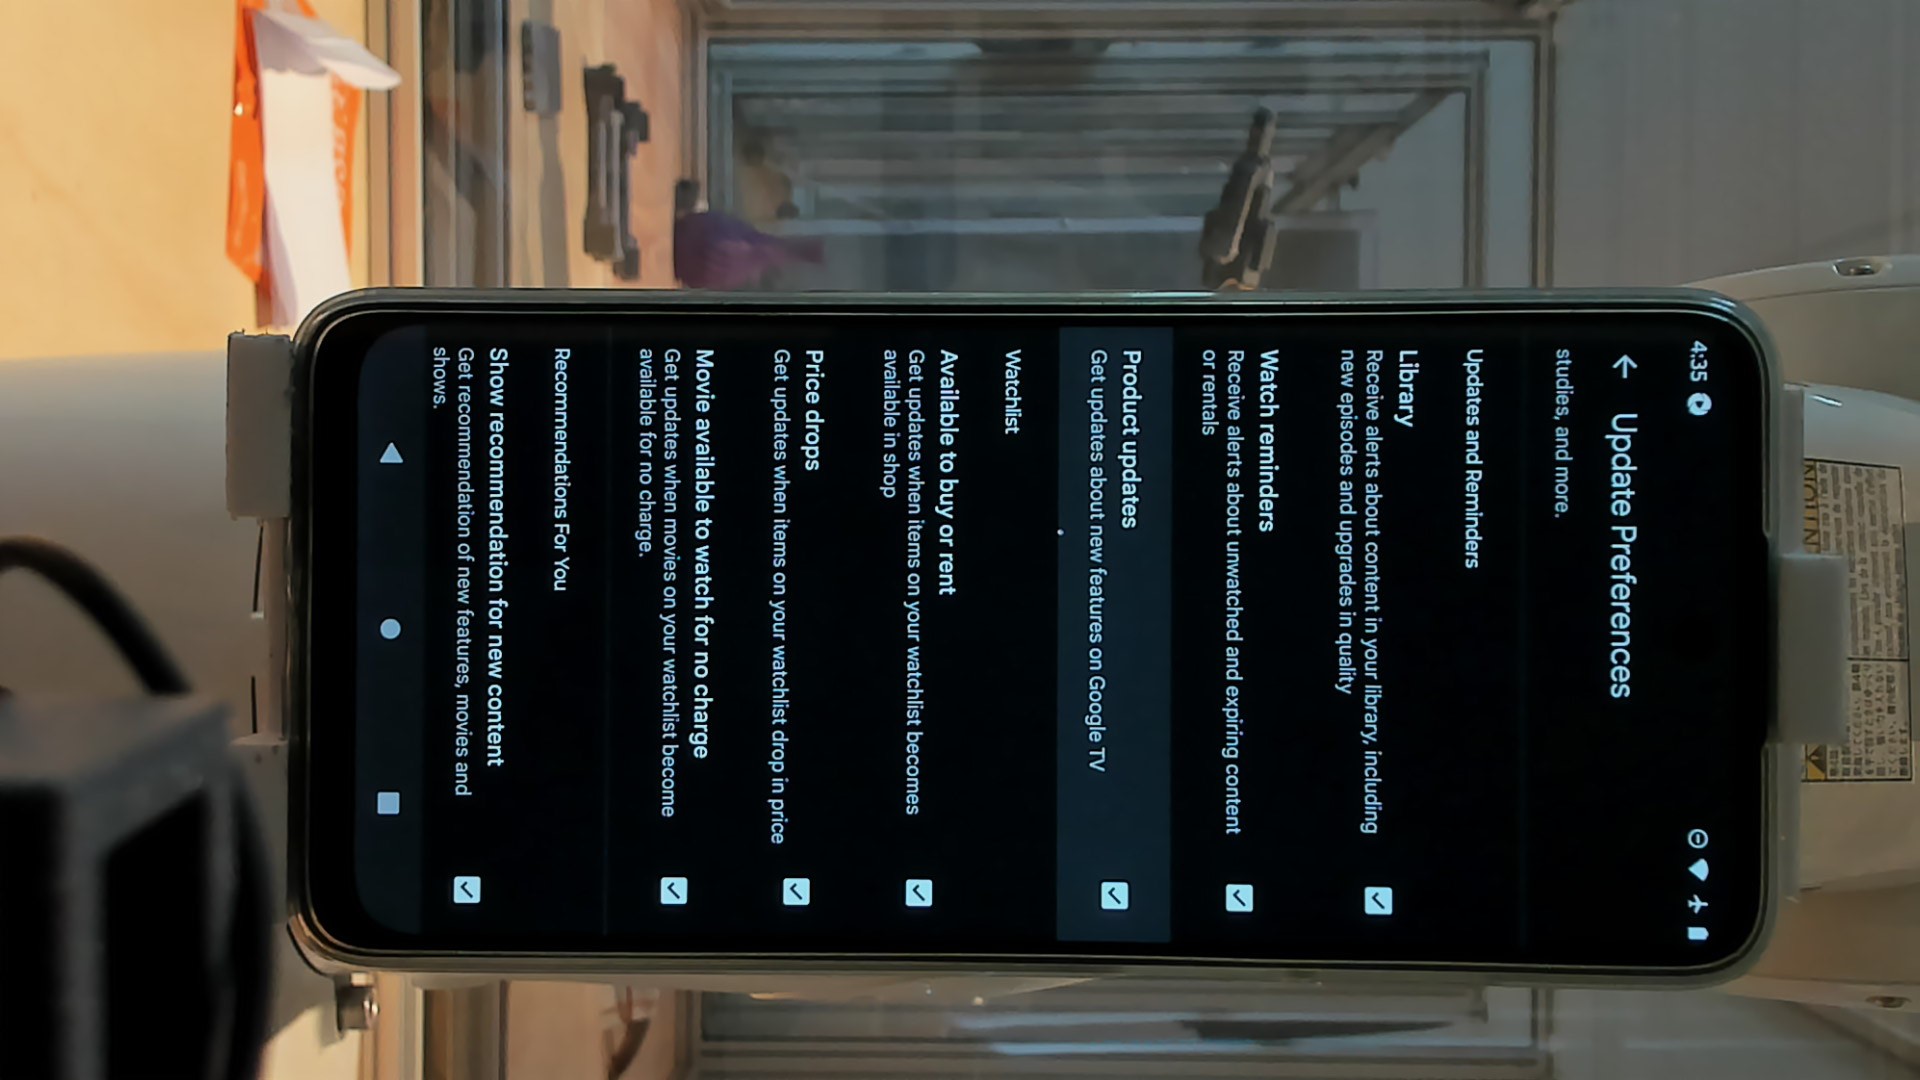 4:35
Update Preferences
studies, and more.
Updates and Reminders
Library
Receive alerts about content in your library, including
new episodes and upgrades in quality
Watch reminders
Receive alerts about unwatched and expiring content
or rentals
Product updates
Get updates about new features on Google TV
Watchlist
Available to buy or rent
Get updates when items on your watchlist becomes
available in shop
Price drops
Get updates when items on your watchlist drop in price
Movie available to watch for no charge
Get updates when movies on your watchlist become
available for no charge.
Recommendations For You
Show recommendation for new content
Get recommendation of new features, movies and
shows.